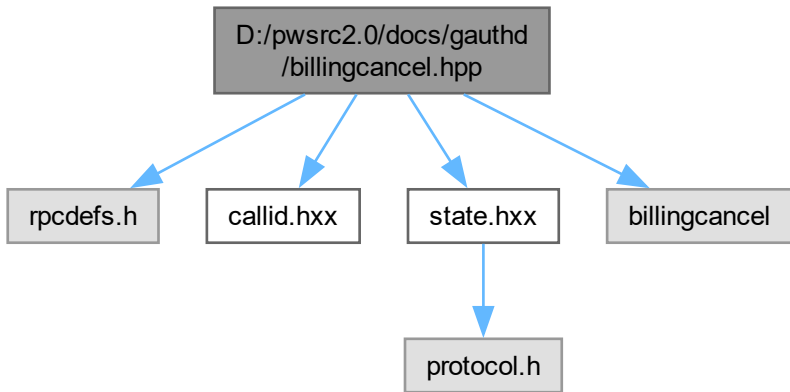 D:/pwsrc2.0/docs/gauthd
/billingcancel.hpp
rpcdefs.h
callid.hxx
state.hxx
billingcancel
protocol.h